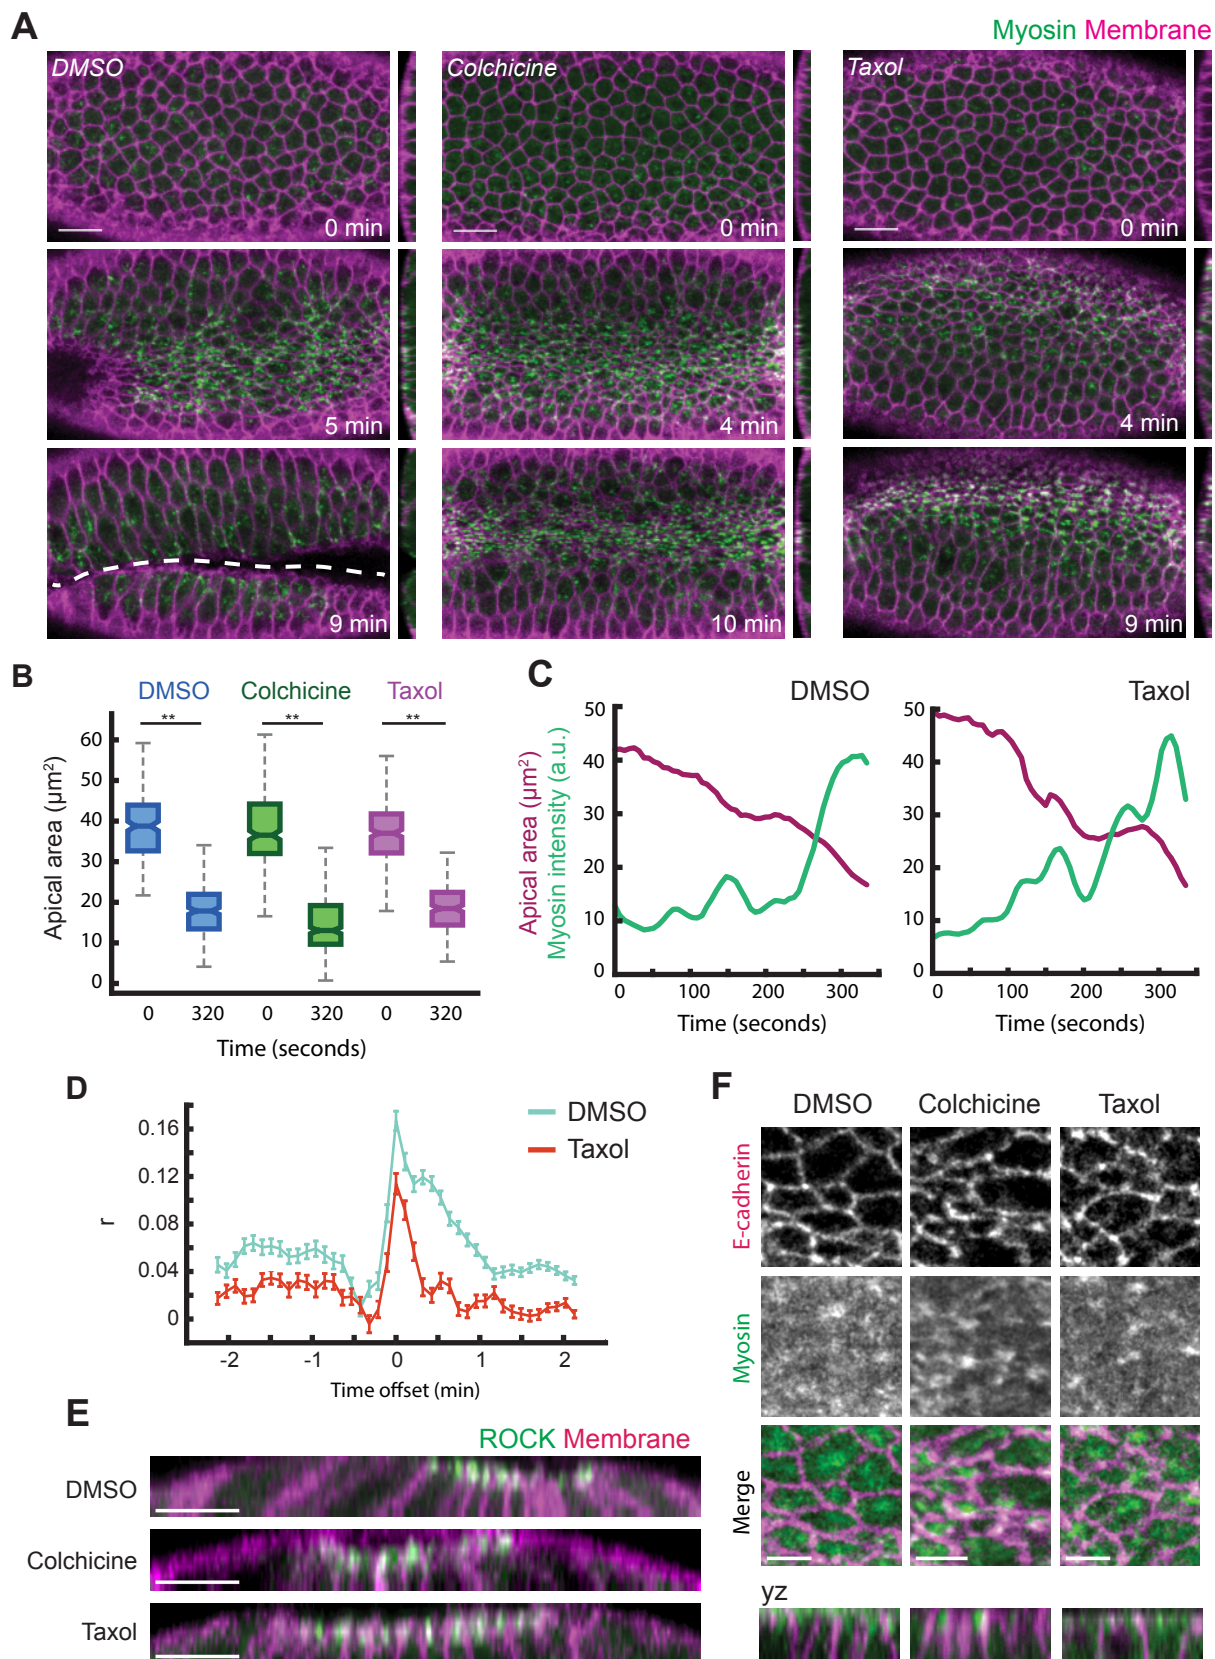 A
Myosin Membrane
DMSO
Colchicine
Taxol
0 min
0 min
0 min
5 min
4 min
4 min
9 min
10 min
9 min
B
DMSO Colchicine Taxol
** ** **
Apical area (μm²)
60
50
40
30
20
10
0
0 320 0 320 0 320
Time (seconds)
C
DMSO
Taxol
Apical area (μm²)
Myosin intensity (a.u.)
50
40
30
20
10
0
0 100 200 300
Time (seconds)
50
40
30
20
10
0
0 100 200 300
Time (seconds)
D
DMSO
Taxol
r
0.16
0.12
0.08
0.04
0
-2 -1 0 1 2
Time offset (min)
E
ROCK Membrane
DMSO
Colchicine
Taxol
F
DMSO Colchicine Taxol
E-cadherin
Myosin
Merge
yz